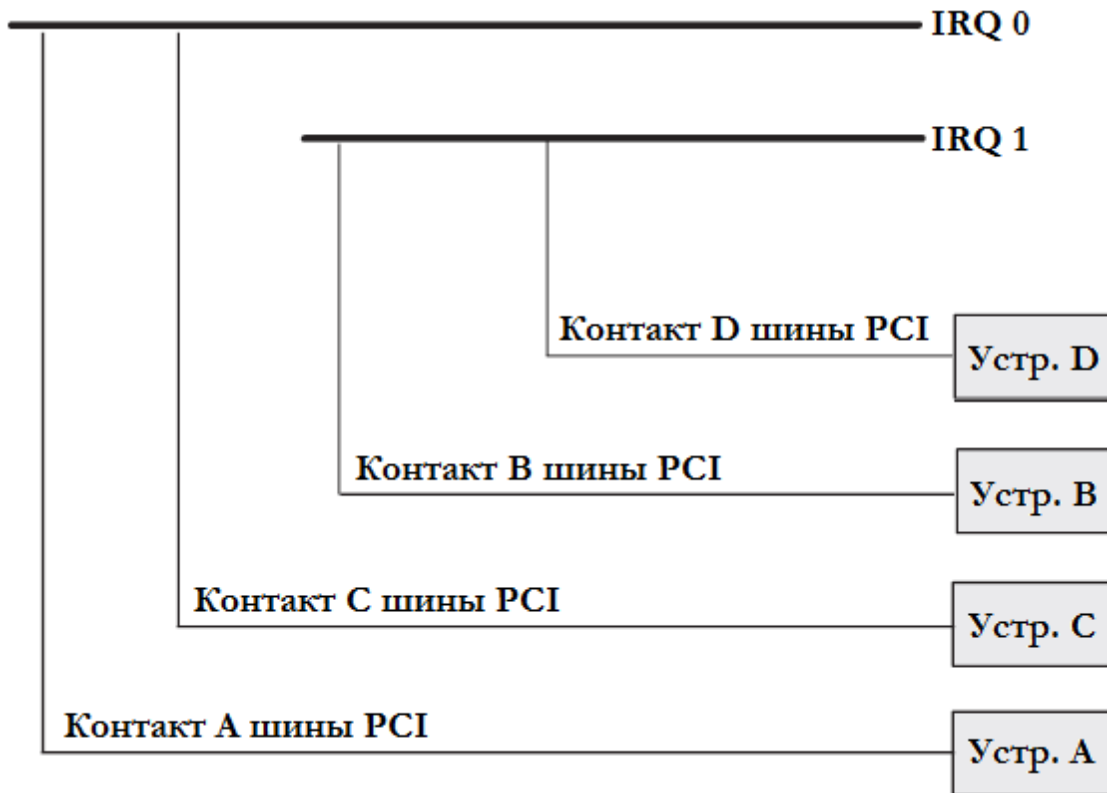 IRQ 0
IRQ 1
Контакт D шины PCI
Устр. D
Контакт B шины PCI
Устр. B
Контакт C шины PCI
Устр. C
Контакт A шины PCI
Устр. A